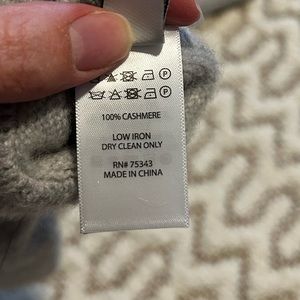 P
P
100% CASHMERE
LOW IRON
DRY CLEAN ONLY
RN# 75343
MADE IN CHINA